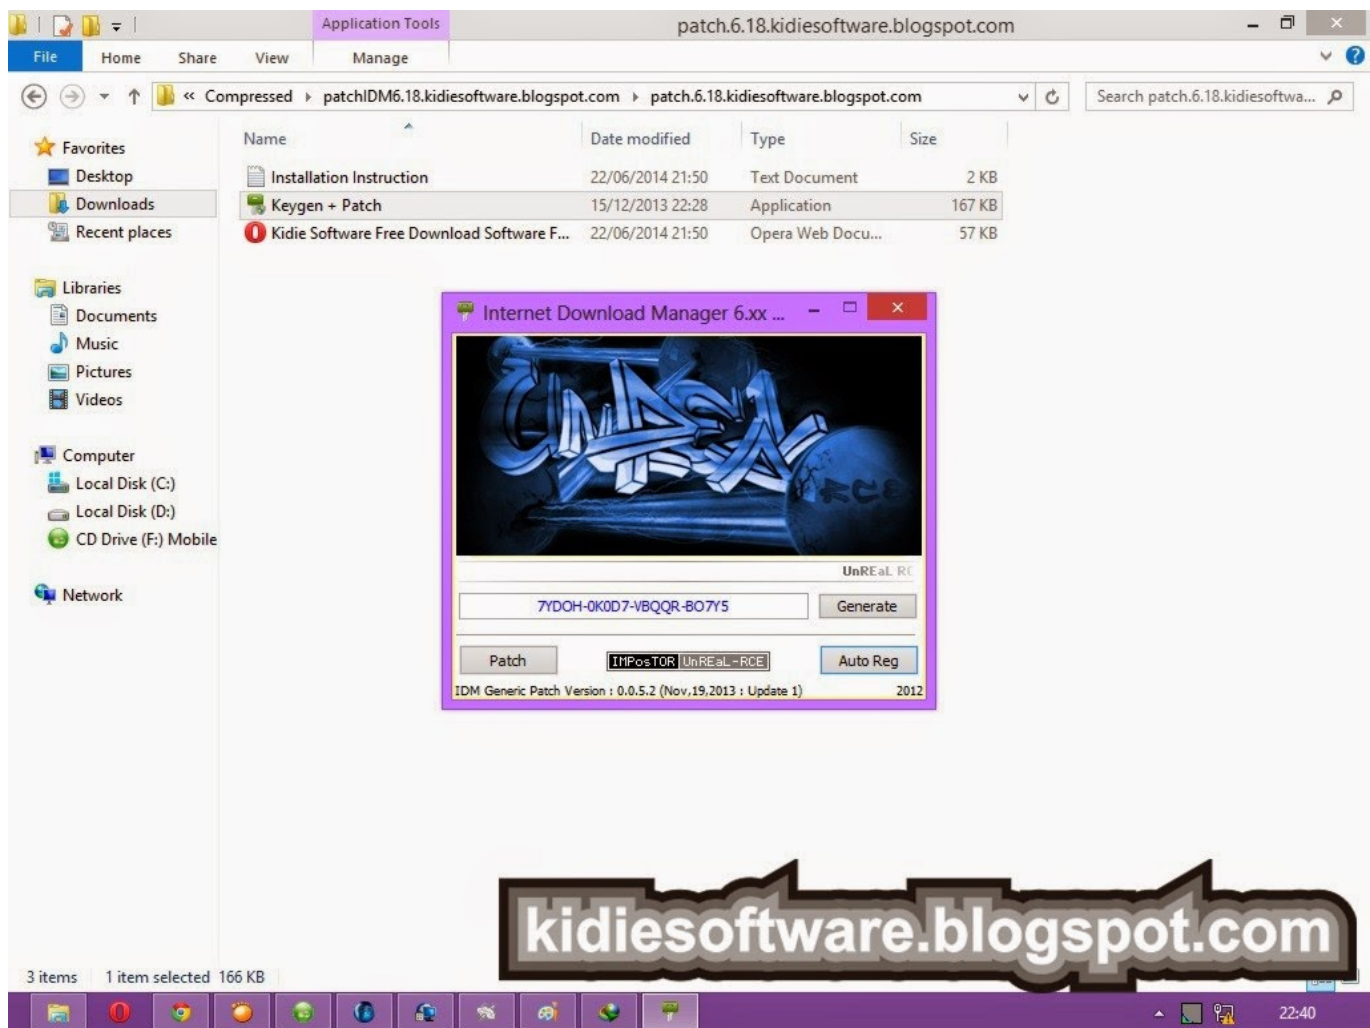 Application Tools
patch.6.18.kidiesoftware.blogspot.com
File Home Share View Manage
« Compressed patchIDM6.18.kidiesoftware.blogspot.com patch.6.18.kidiesoftware.blogspot.com
Search patch.6.18.kidiesoftwa...
Name Date modified Type Size
Favorites
Desktop
Downloads
Recent places
Libraries
Documents
Music
Pictures
Videos
Computer
Local Disk (C:)
Local Disk (D:)
CD Drive (F:) Mobile
Network
Installation Instruction 22/06/2014 21:50 Text Document 2 KB
Keygen + Patch 15/12/2013 22:28 Application 167 KB
Kidie Software Free Download Software F... 22/06/2014 21:50 Opera Web Docu... 57 KB
Internet Download Manager 6.xx ...
UnREaL
RCE
UnREaL RC
7YDOH-0K0D7-VBQQR-BO7Y5 Generate
Patch IMPosTOR UnREaL-RCE Auto Reg
IDM Generic Patch Version : 0.0.5.2 (Nov,19,2013 : Update 1) 2012
kidiesoftware.blogspot.com
3 items 1 item selected 166 KB
22:40